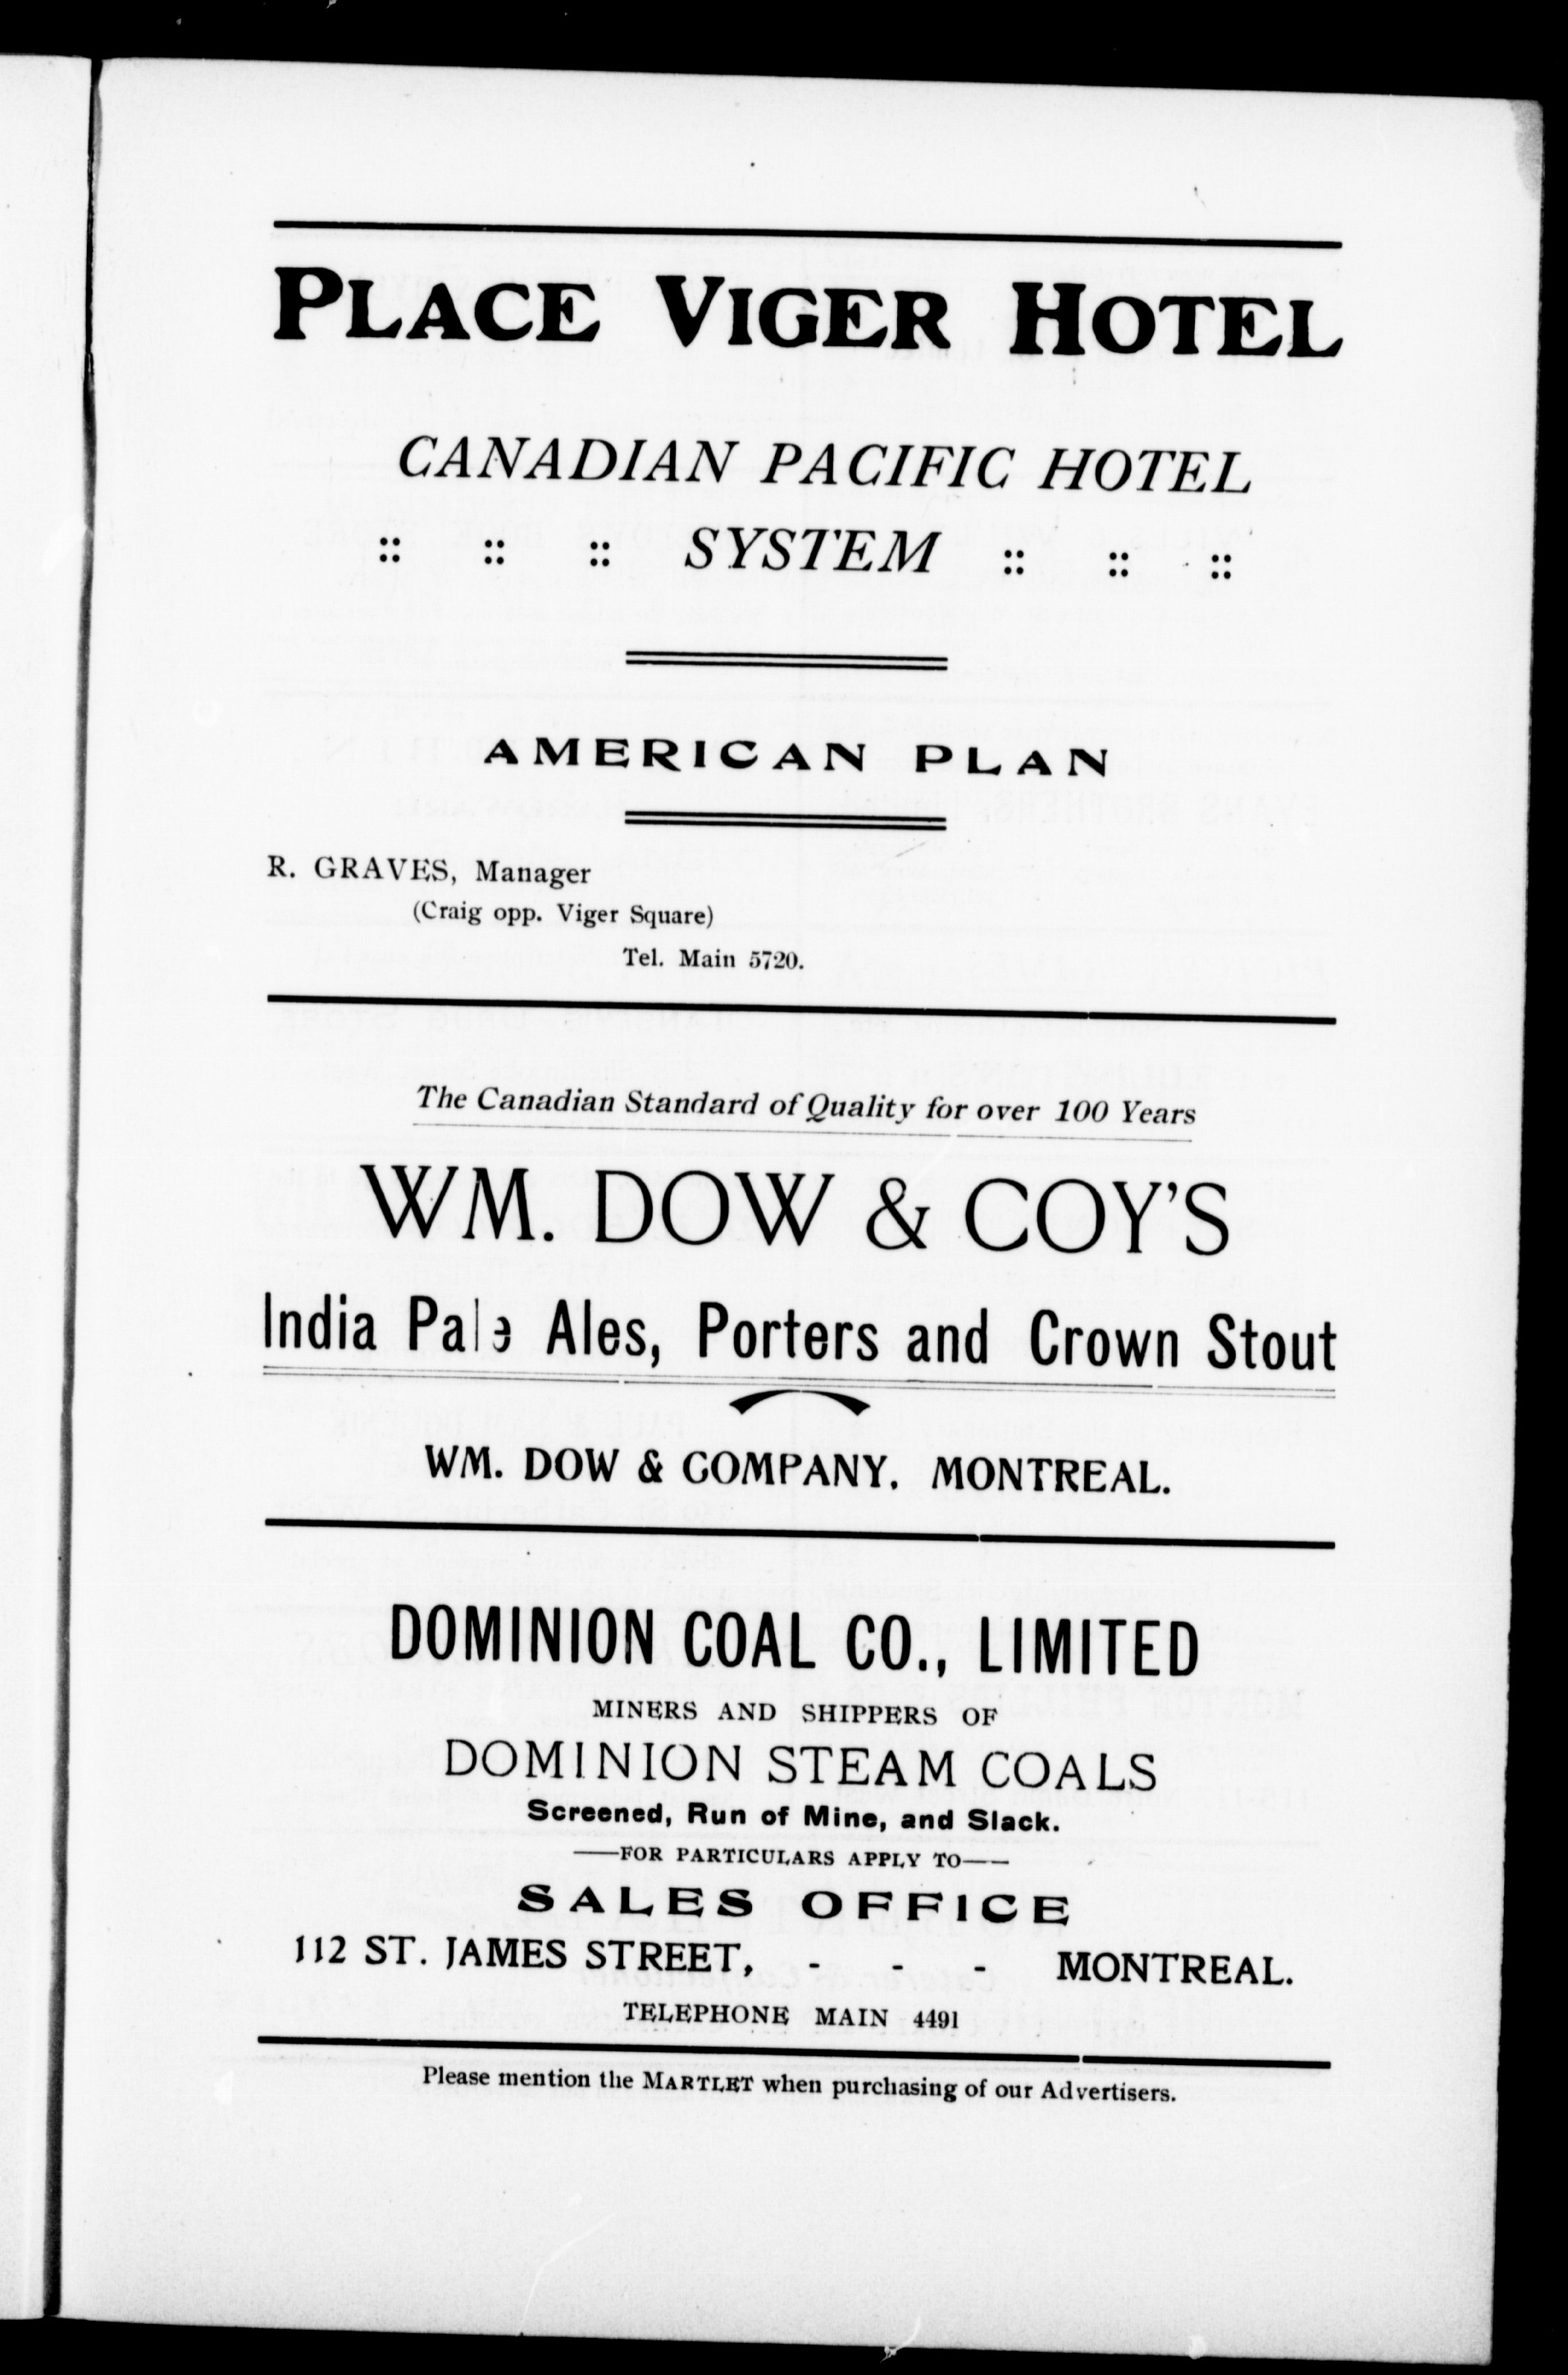 PLACE VIGER HOTEL
CANADIAN PACIFIC HOTEL
:: :: :: SYSTEM :: :: ::
AMERICAN PLAN
R. GRAVES, Manager
(Craig opp. Viger Square)
Tel. Main 5720.
The Canadian Standard of Quality for over 100 Years
WM. DOW & COY'S
India Pale Ales, Porters and Crown Stout
WM. DOW & COMPANY. MONTREAL.
DOMINION COAL CO., LIMITED
MINERS AND SHIPPERS OF
DOMINION STEAM COALS
Screened, Run of Mine, and Slack.
——FOR PARTICULARS APPLY TO——
SALES OFFICE
112 ST. JAMES STREET, - - - MONTREAL.
TELEPHONE MAIN 4491
Please mention the MARTLET when purchasing of our Advertisers.